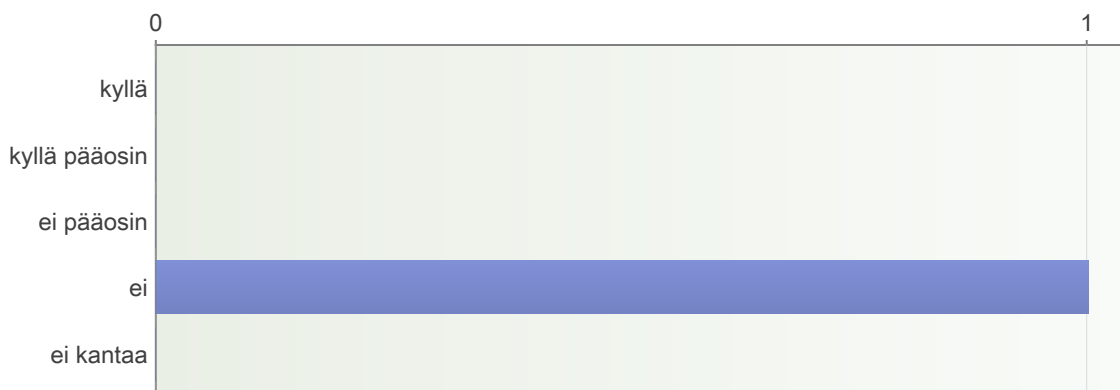 0 1
kyllä
kyllä pääosin
ei pääosin
ei
ei kantaa